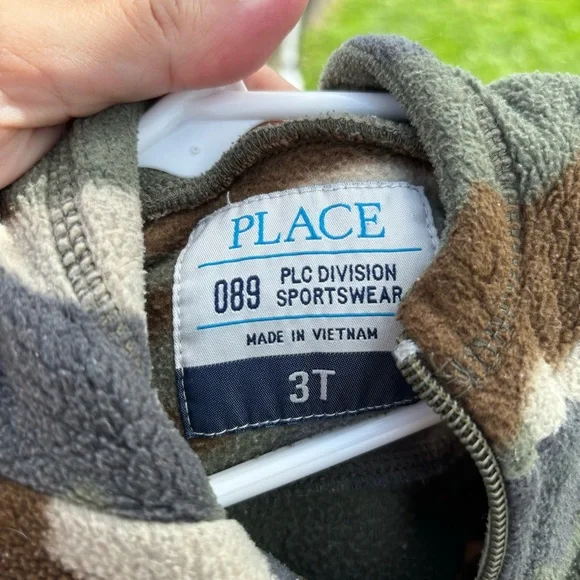 PLACE
089 PLC DIVISION
SPORTSWEAR
MADE IN VIETNAM
3T